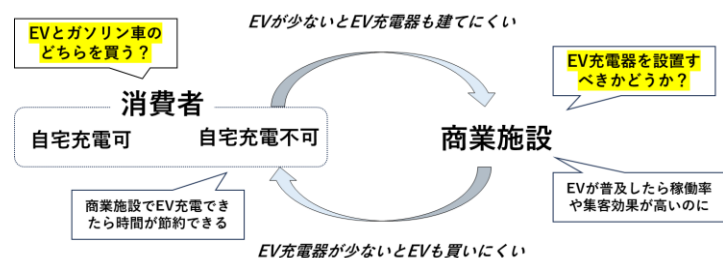 EVが少ないとEV充電器も建てにくい
EVとガソリン車の
どちらを買う？
EV充電器を設置す
べきかどうか？
消費者
自宅充電可
自宅充電不可
商業施設
商業施設でEV充電でき
たら時間が節約できる
EVが普及したら稼働率
や集客効果が高いのに
EV充電器が少ないとEVも買いにくい